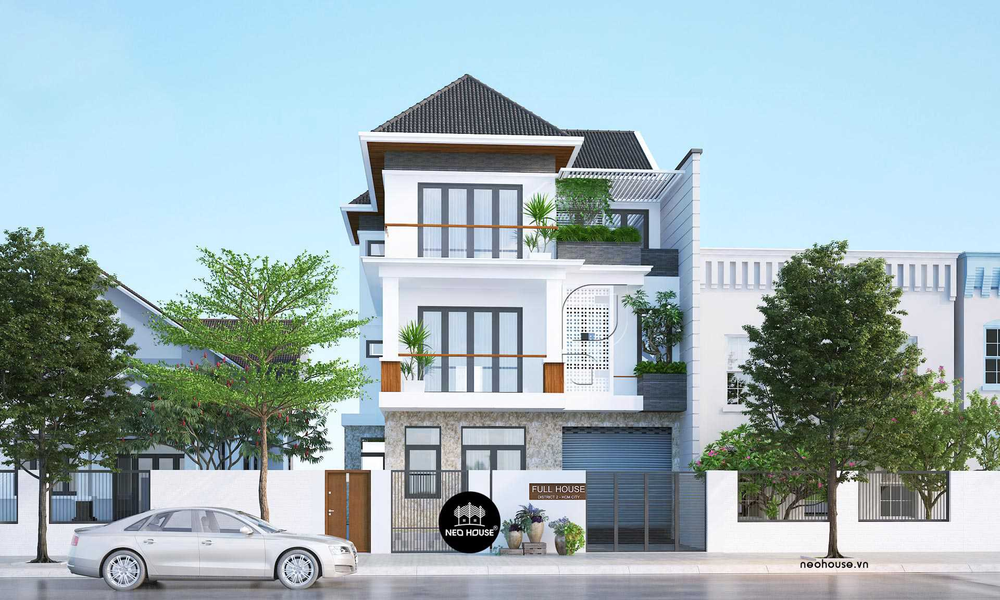 FULL HOUSE
DISTRICT 2 - HCM CITY
NEO HOUSE®
neohouse.vn